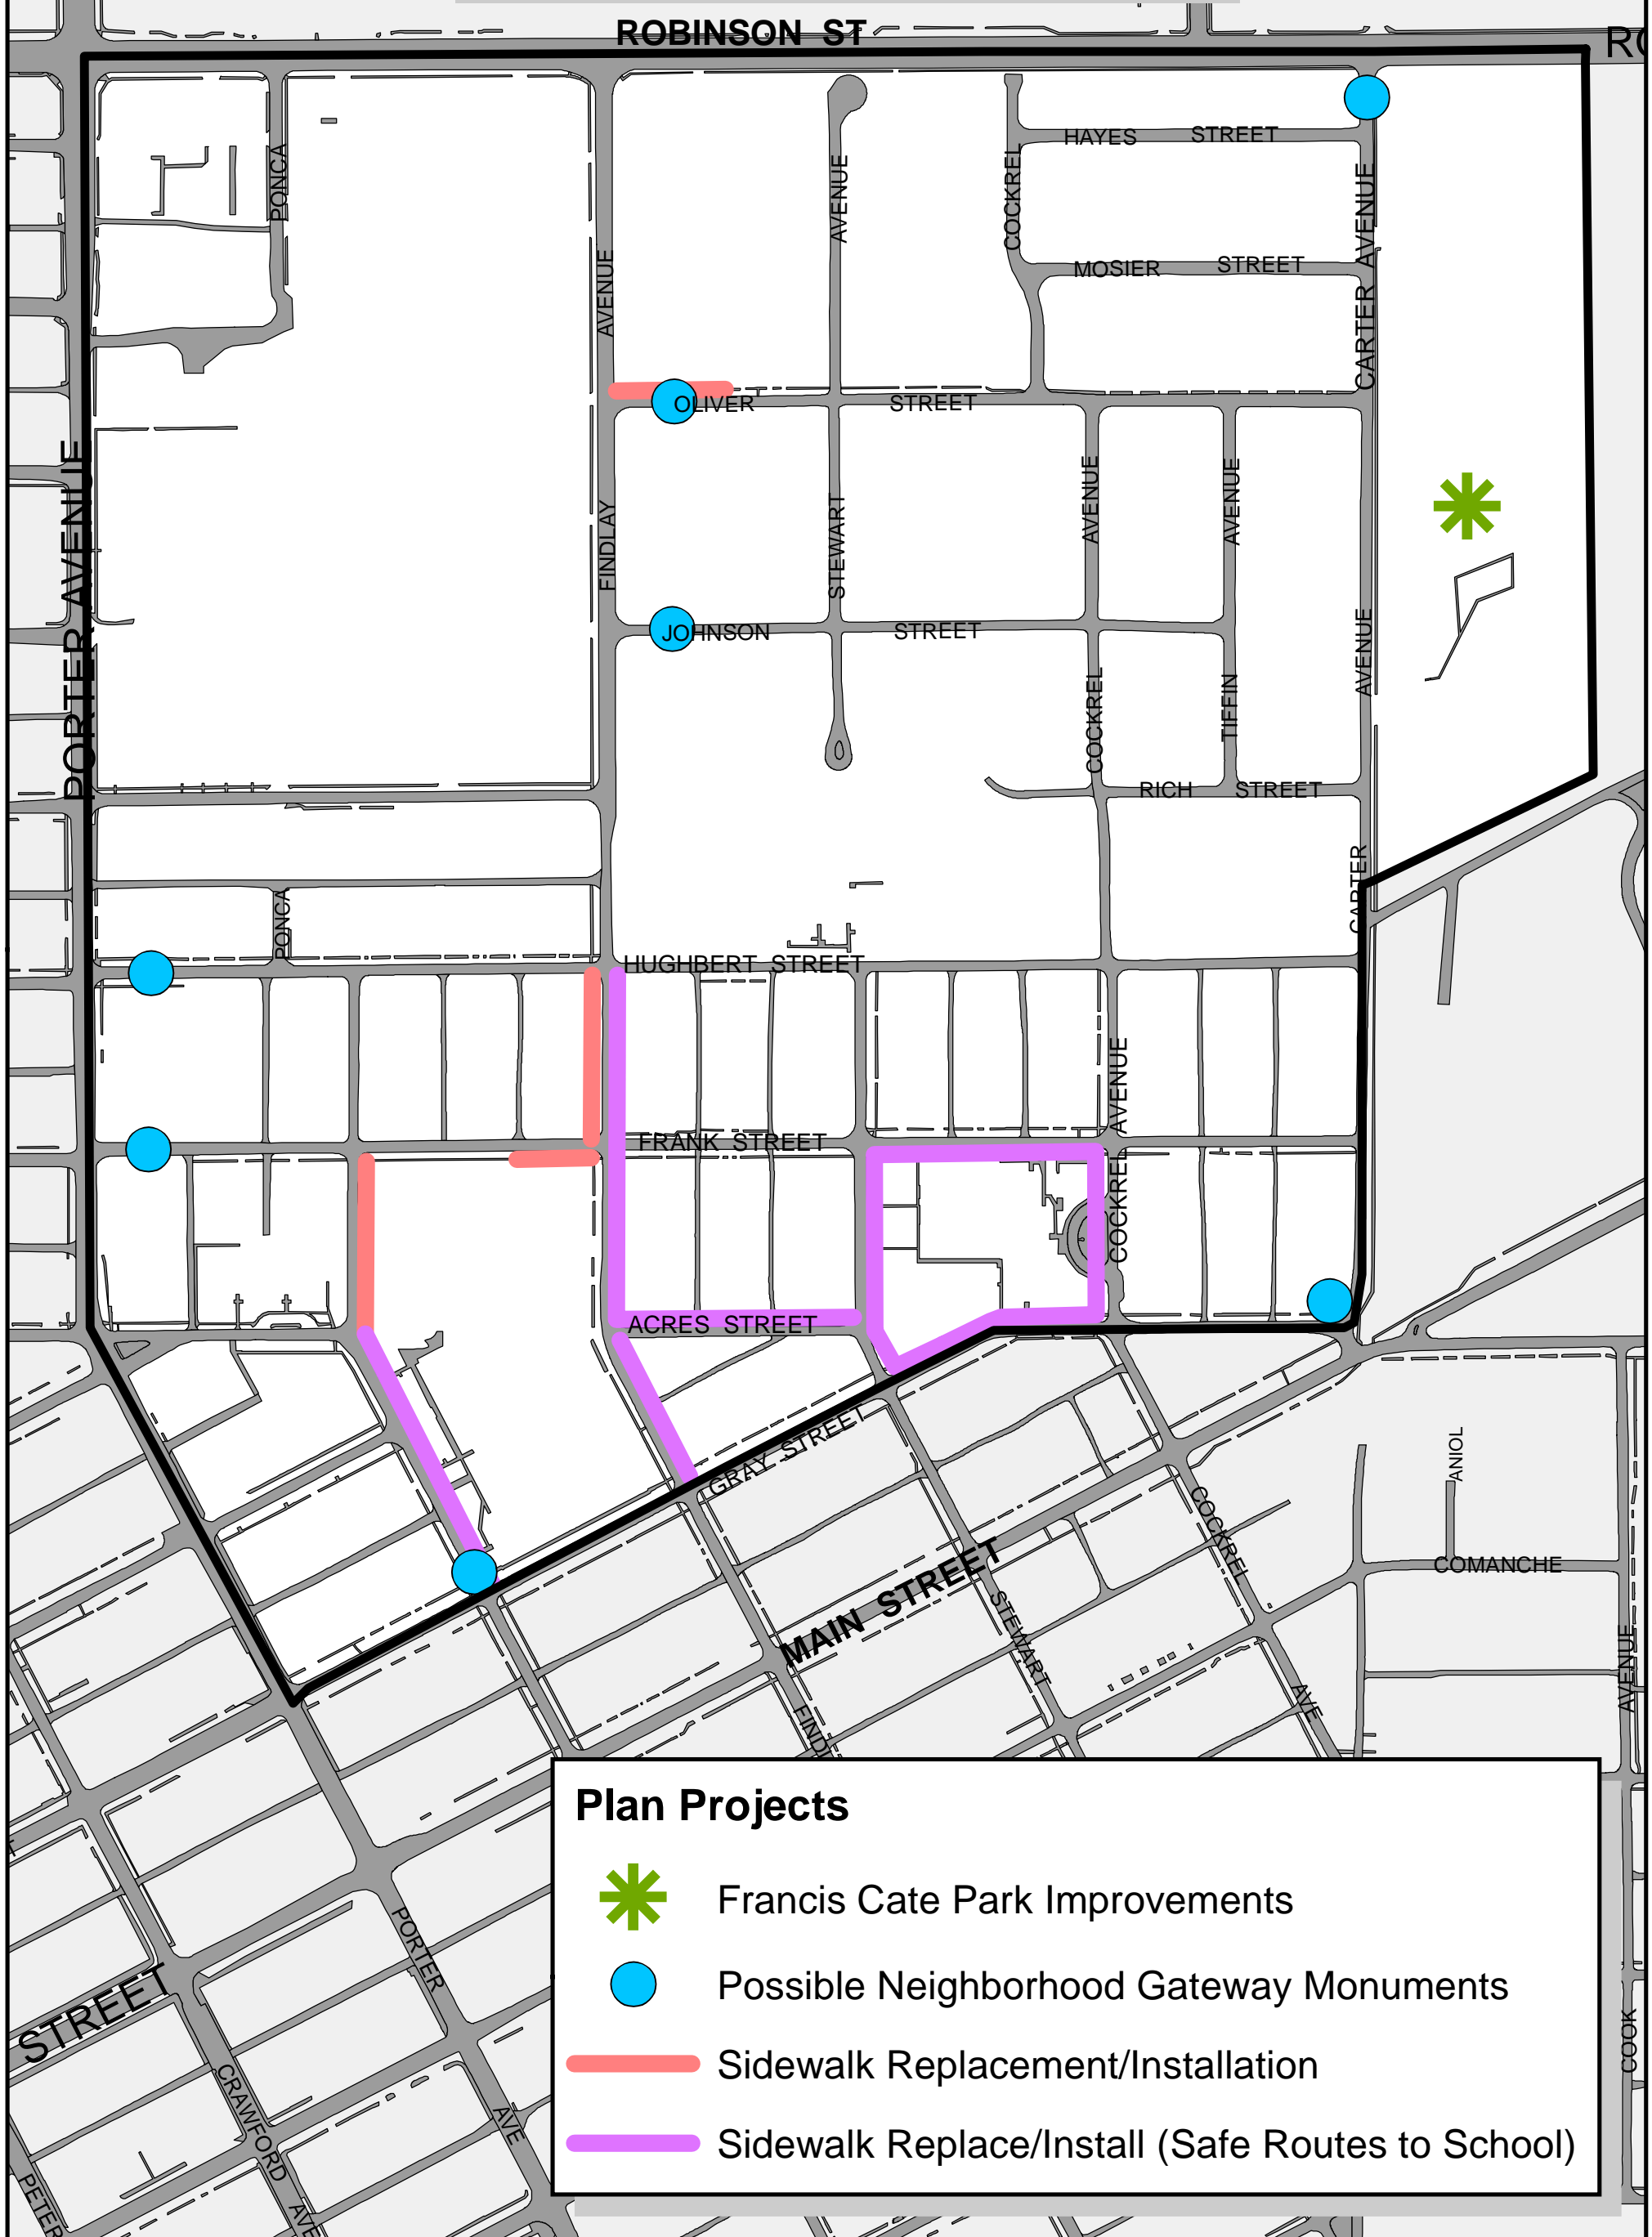 ROBINSON ST
RO
HAYES STREET
PONCA
AVENUE
COCKREL
CARTER AVENUE
MOSIER STREET
AVENUE
OLIVER STREET
PORTER AVENUE
FINDLAY
STEWART
AVENUE
AVENUE
JOHNSON STREET
AVENUE
COCKREL
TIFFIN
RICH STREET
CARTER
PONCA
HUGHBERT STREET
COCKREL AVENUE
FRANK STREET
COCKREL
ACRES STREET
GRAY STREET
ANIOL
COCKREL
COMANCHE
MAIN STREET
STEWART
AVENUE
AVE
FINDL
Plan Projects
Francis Cate Park Improvements
Possible Neighborhood Gateway Monuments
Sidewalk Replacement/Installation
Sidewalk Replace/Install (Safe Routes to School)
PORTER
STREET
COOK
CRAWFORD
AVE
PETER
AVE